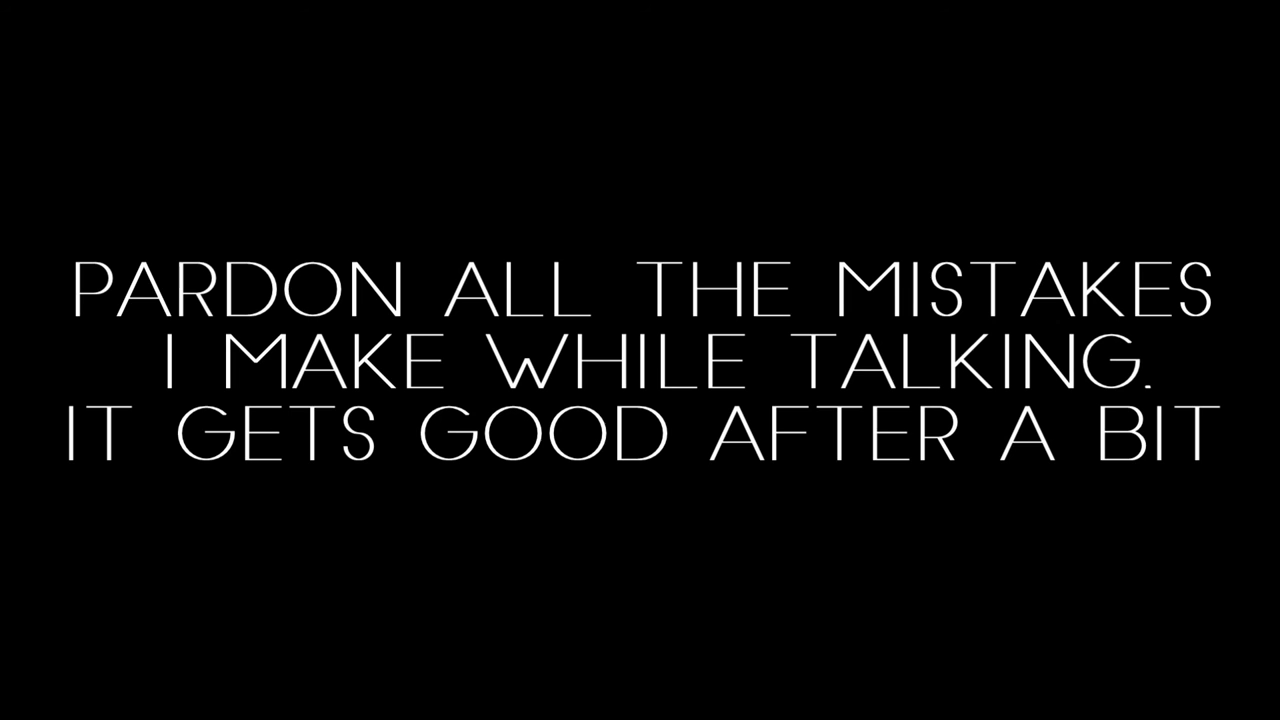 PARDON ALL THE MISTAKES
I MAKE WHILE TALKING.
IT GETS GOOD AFTER A BIT